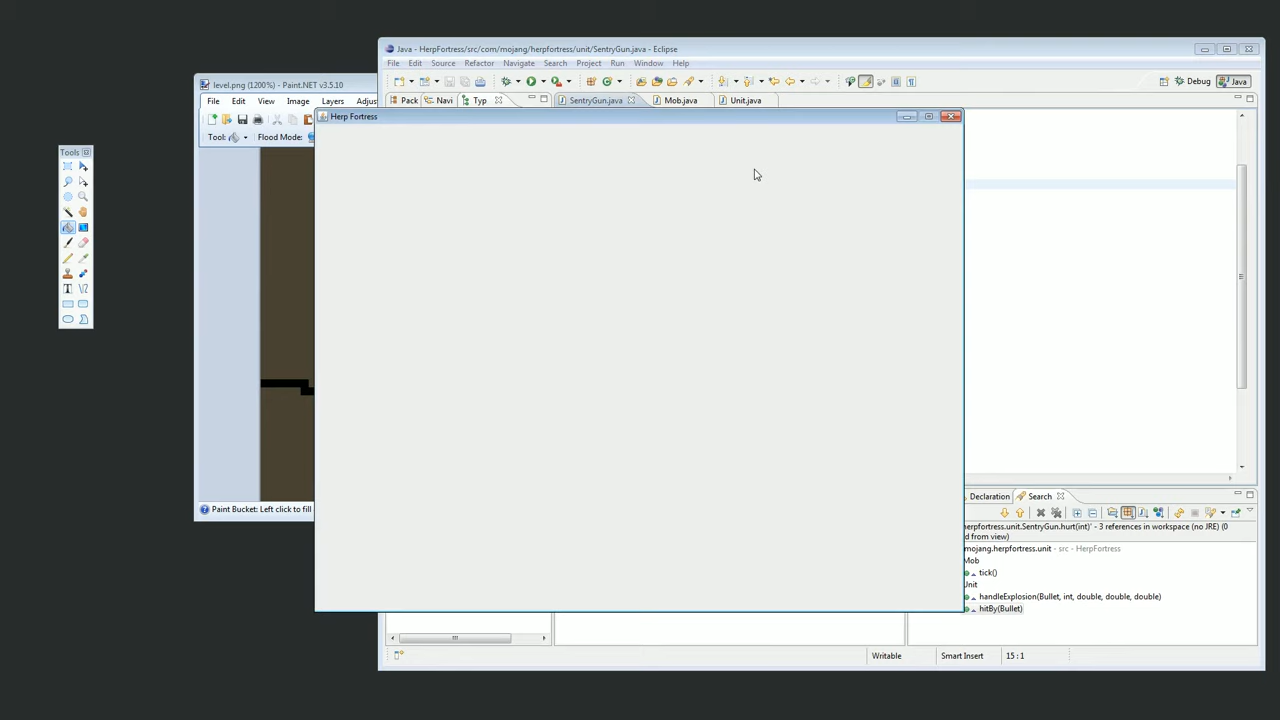 Java - HerpFortress/src/com/mojang/herpfortress/unit/SentryGun.java - Eclipse
File Edit Source Refactor Navigate Search Project Run Window Help
Debug Java
level.png (1200%) - Paint.NET v3.5.10
File Edit View Image Layers Adjus
Tool: Flood Mode:
Pack Navi Typ SentryGun.java Mob.java Unit.java
Herp Fortress
Tools
Paint Bucket: Left click to fill
Declaration Search
herpfortress.unit.SentryGun.hurt(int)' - 3 references in workspace (no JRE) (0
d from view)
mojang.herpfortress.unit - src - HerpFortress
Mob
tick()
Unit
handleExplosion(Bullet, int, double, double, double)
hitBy(Bullet)
Writable Smart Insert 15 : 1